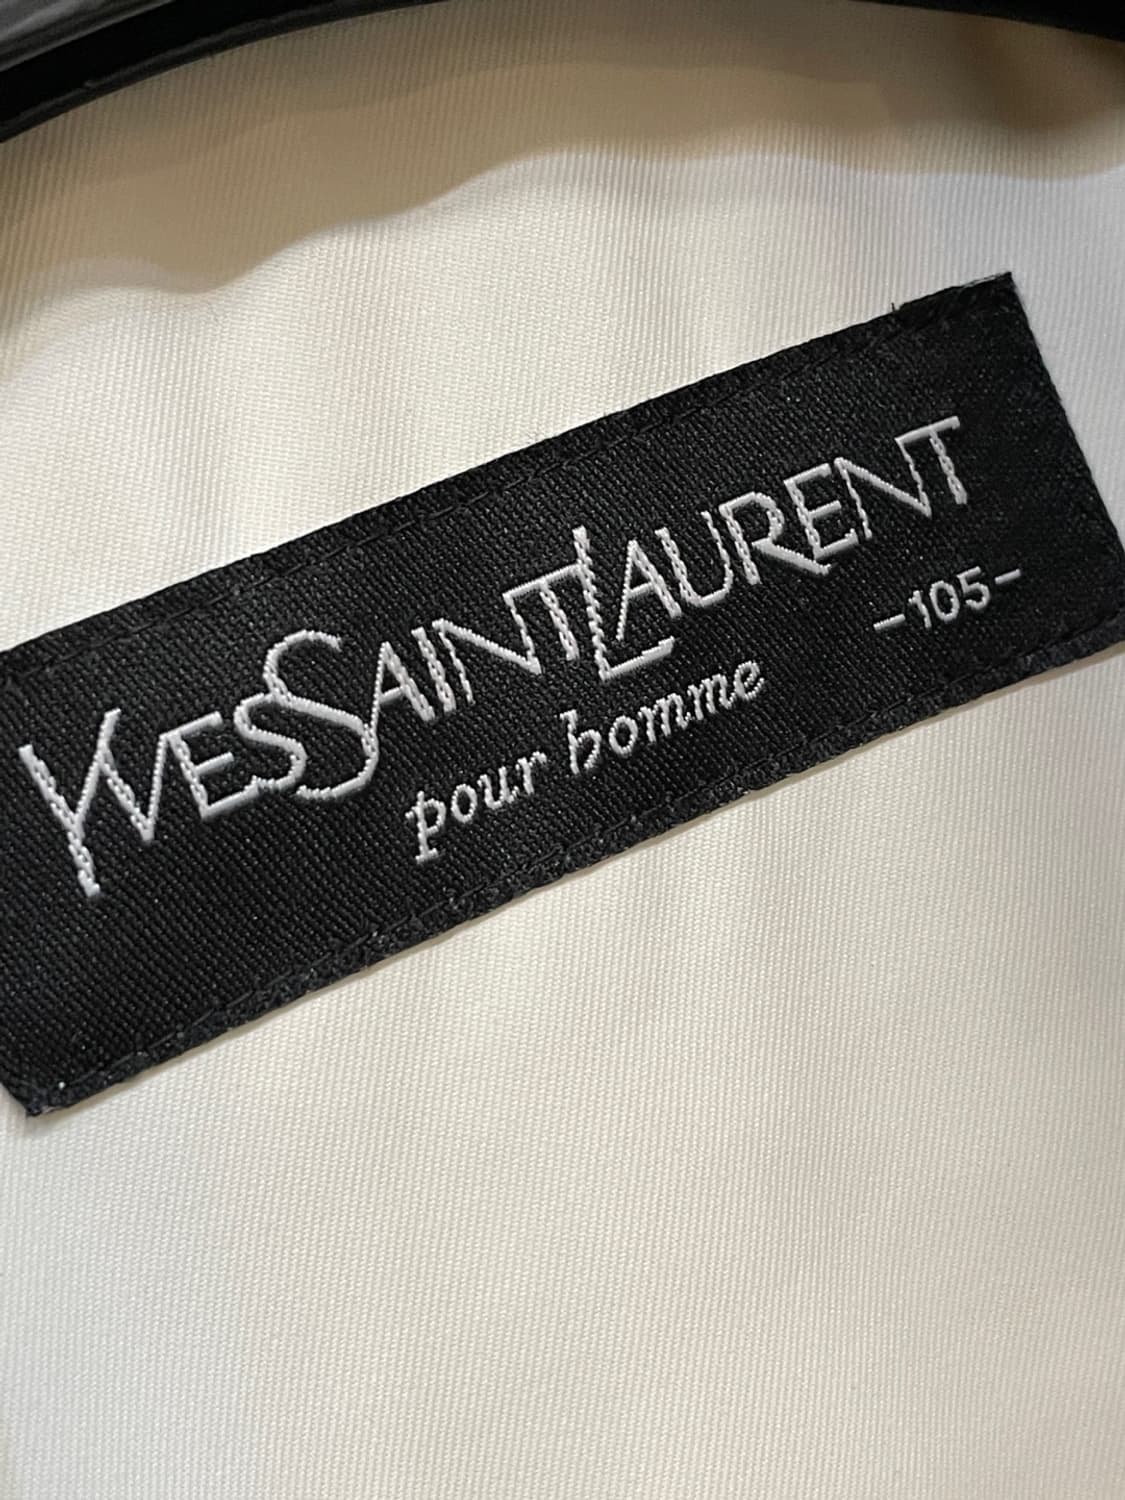 YVESSAINTLAURENT
-105-
pour homme